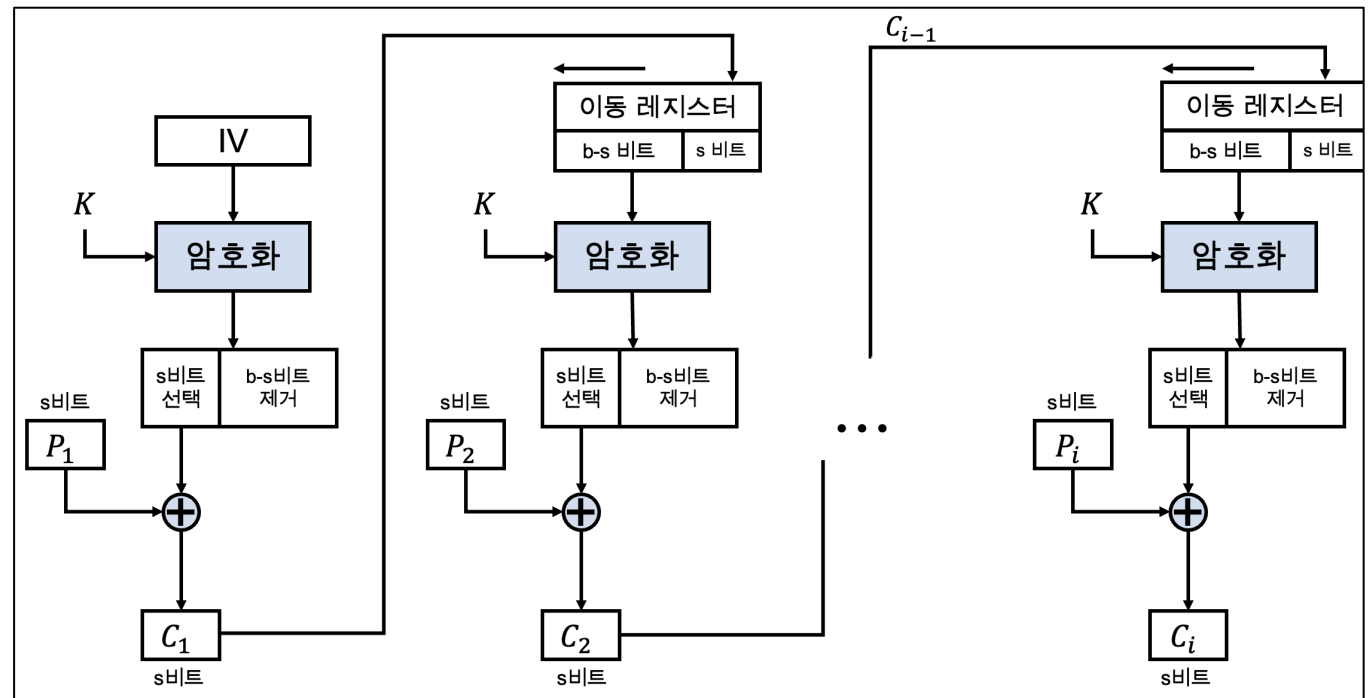 C_{i-1}
이동 레지스터
이동 레지스터
IV
b-s 비트
s 비트
b-s 비트
s 비트
K
K
K
암호화
암호화
암호화
s비트
선택
b-s비트
제거
s비트
선택
b-s비트
제거
s비트
선택
b-s비트
제거
s비트
s비트
s비트
P_1
P_2
...
P_i
C_1
C_2
C_i
s비트
s비트
s비트